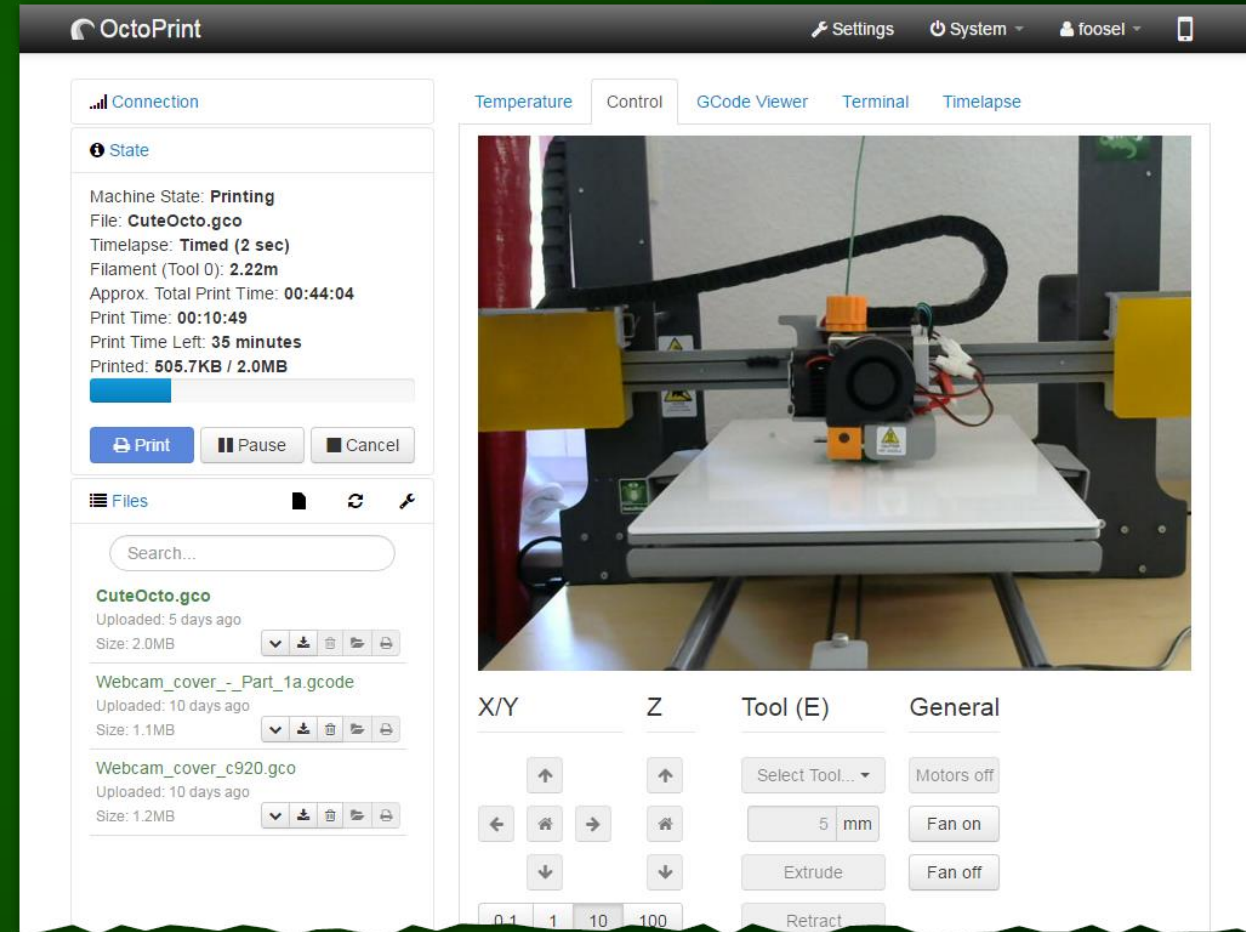 OctoPrint
Settings
System
foosel
Connection
State
Machine State: Printing
File: CuteOcto.gco
Timelapse: Timed (2 sec)
Filament (Tool 0): 2.22m
Approx. Total Print Time: 00:44:04
Print Time: 00:10:49
Print Time Left: 35 minutes
Printed: 505.7KB / 2.0MB
Print
Pause
Cancel
Files
Search...
CuteOcto.gco
Uploaded: 5 days ago
Size: 2.0MB
Webcam_cover_-_Part_1a.gcode
Uploaded: 10 days ago
Size: 1.1MB
Webcam_cover_c920.gco
Uploaded: 10 days ago
Size: 1.2MB
Temperature
Control
GCode Viewer
Terminal
Timelapse
X/Y
Z
Tool (E)
General
Select Tool...
Motors off
5 mm
Fan on
Extrude
Fan off
0.1
1
10
100
Retract